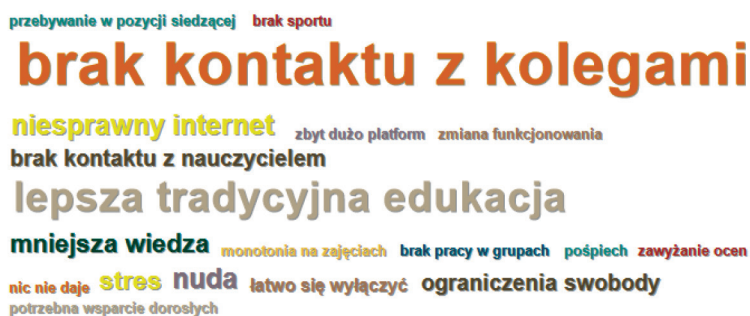 przebywanie w pozycji siedzącej brak sportu
brak kontaktu z kolegami
niesprawny internet zbyt dużo platform zmiana funkcjonowania
brak kontaktu z nauczycielem
lepsza tradycyjna edukacja
mniejsza wiedza monotonia na zajęciach brak pracy w grupach pośpiech zawyżanie ocen
nic nie daje stres nuda łatwo się wyłączyć ograniczenia swobody
potrzebna wsparcie dorosłych